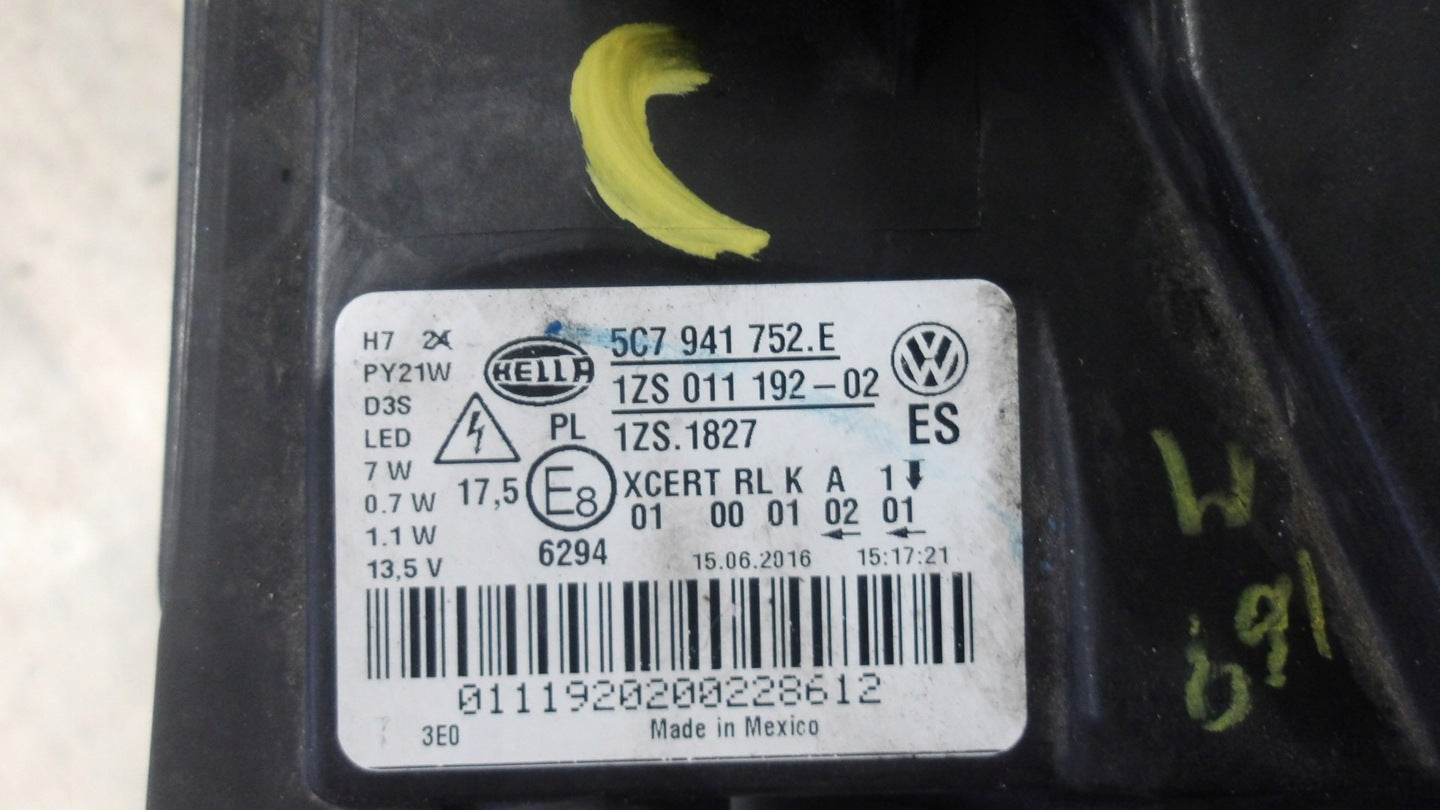 H7 2x
PY21W
D3S
LED
7 W
0.7 W
1.1 W
13,5 V
HELLA
PL
17,5
E8
6294
5C7 941 752.E
1ZS 011 192-02
1ZS.1827
ES
XCERT RL K A 1
01 00 01 02 01
15.06.2016 15:17:21
0111920200228612
3E0
Made in Mexico
W